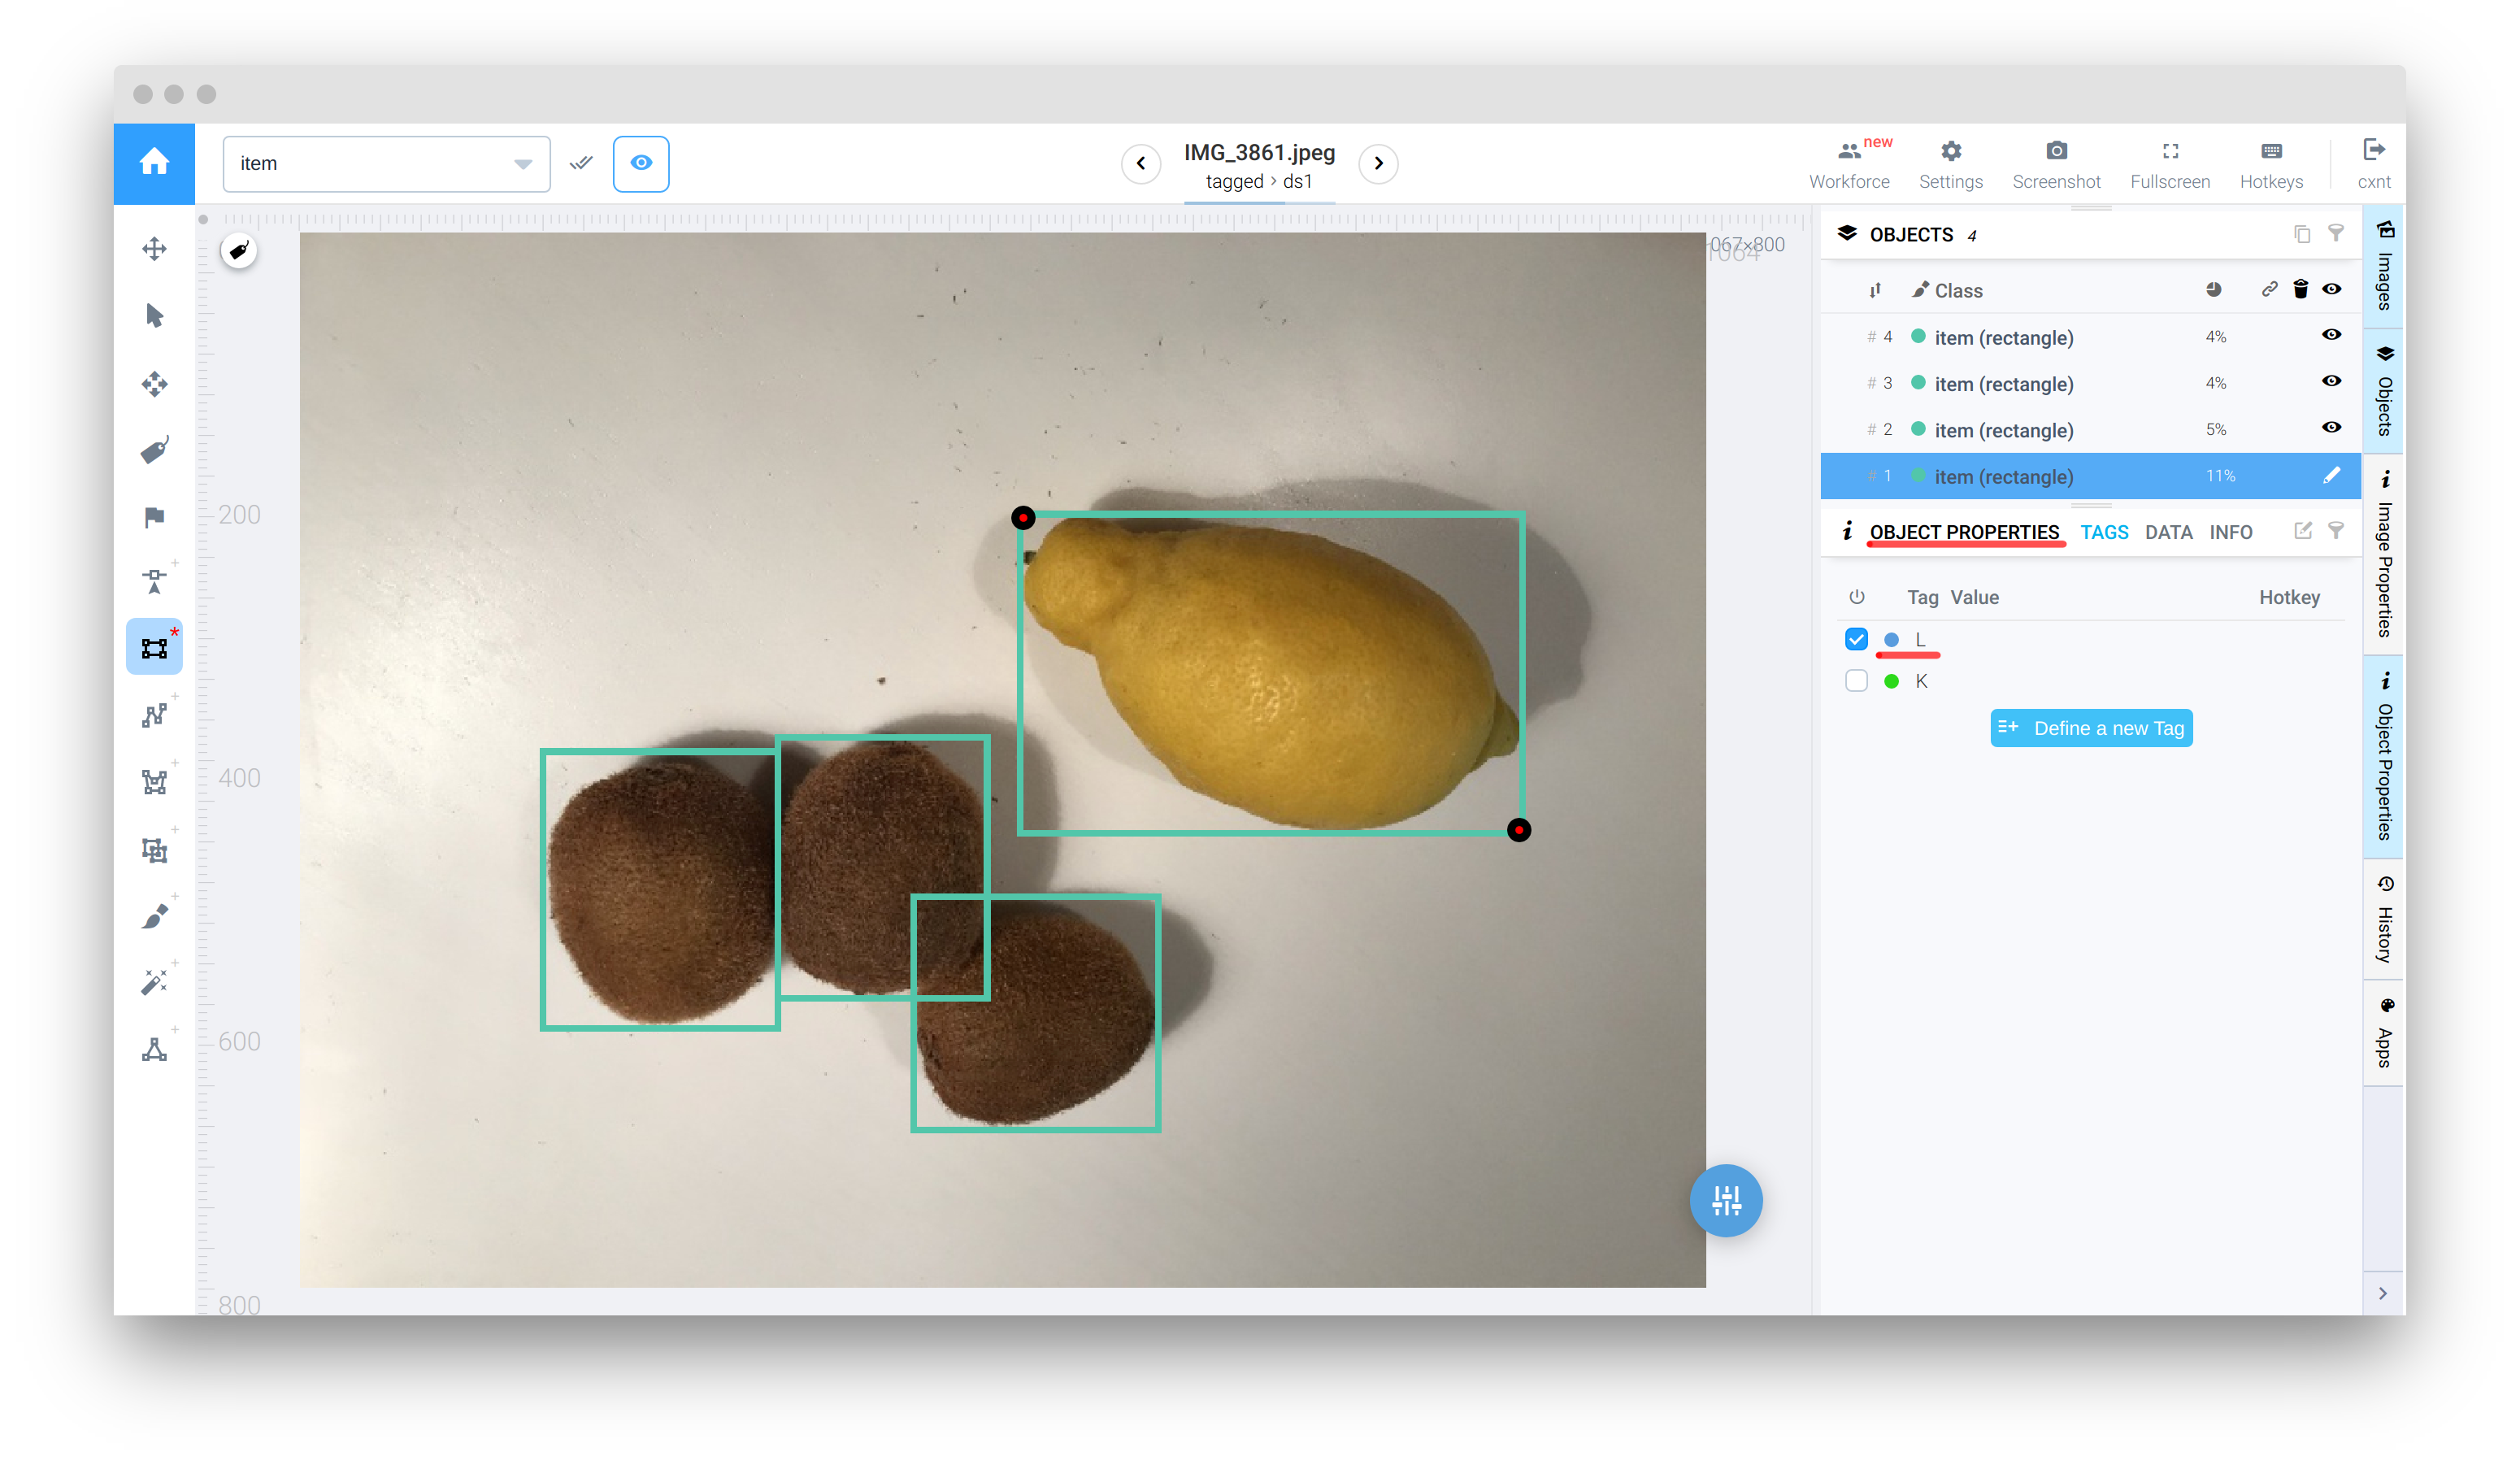 item
IMG_3861.jpeg
tagged > ds1
new
Workforce
Settings
Screenshot
Fullscreen
Hotkeys
cxnt
200
400
600
800
OBJECTS 4
Class
# 4 item (rectangle) 4%
# 3 item (rectangle) 4%
# 2 item (rectangle) 5%
# 1 item (rectangle) 11%
OBJECT PROPERTIES TAGS DATA INFO
Tag Value Hotkey
L
K
Define a new Tag
Images
Objects
Image Properties
Object Properties
History
Apps